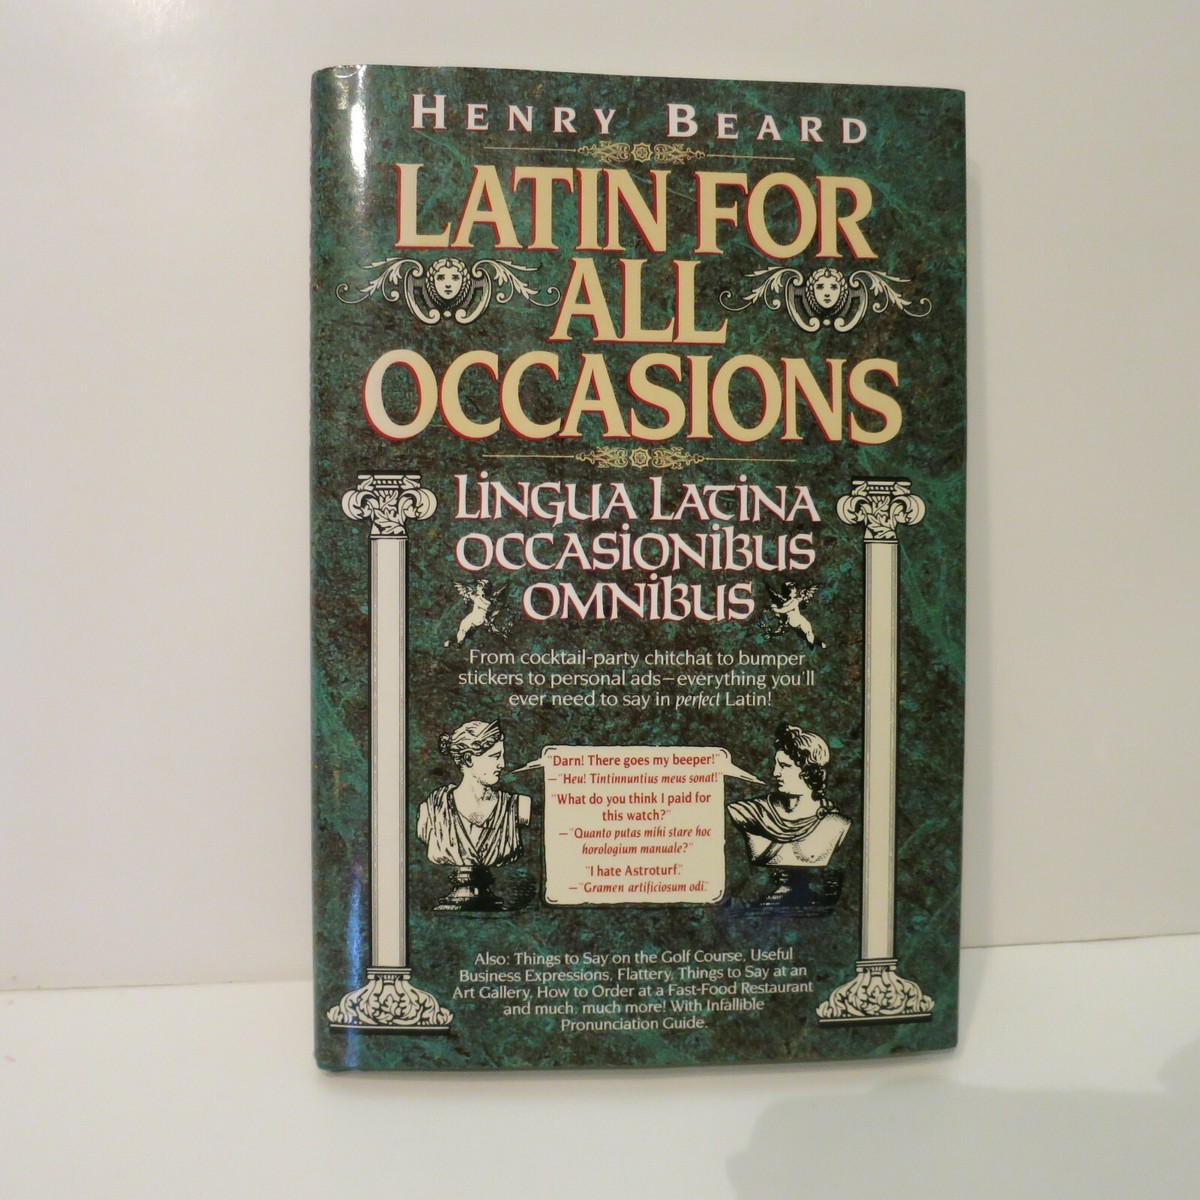 HENRY BEARD
LATIN FOR
ALL
OCCASIONS
LINGUA LATINA
OCCASIONIBUS
OMNIBUS
From cocktail-party chitchat to bumper
stickers to personal ads—everything you'll
ever need to say in perfect Latin!
"Darn! There goes my beeper!"
—"Heu! Tintinnuntius meus sonat!"
"What do you think I paid for
this watch?"
—"Quanto putas mihi stare hoc
horologium manuale?"
"I hate Astroturf."
—"Gramen artificiosum odi."
Also: Things to Say on the Golf Course, Useful
Business Expressions, Flattery, Things to Say at an
Art Gallery, How to Order at a Fast-Food Restaurant
and much, much more! With Infallible
Pronunciation Guide.